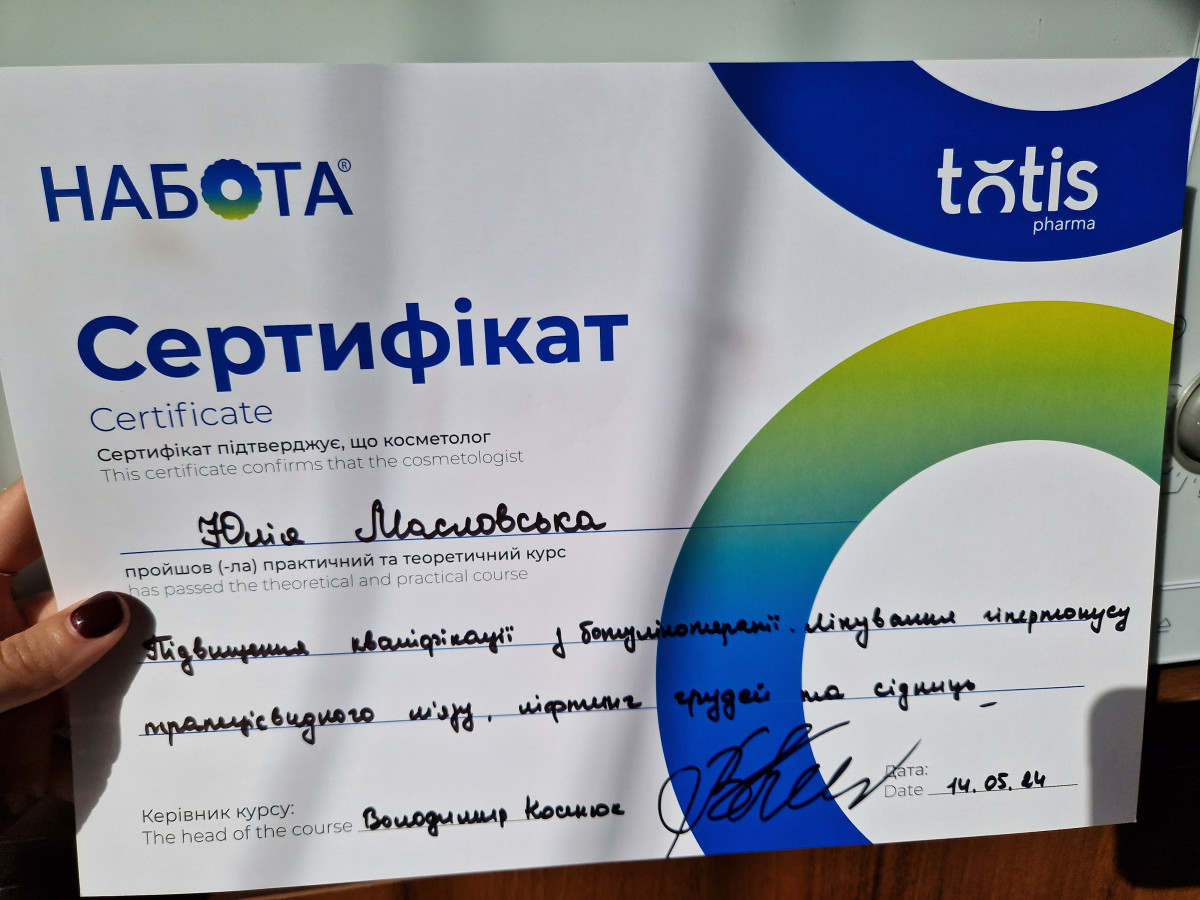 НАБОТА®
tōtis
pharma
Сертифікат
Certificate
Сертифікат підтверджує, що косметолог
This certificate confirms that the cosmetologist
Юлія Масловська
пройшов (-ла) практичний та теоретичний курс
has passed the theoretical and practical course
Підвищення кваліфікації з ботулінотерапії. Лікування гіпертонусу
трапецієвидного м'язу, ліфтинг грудей та сідниць
Керівник курсу:
The head of the course Володимир
Дата:
Date 14.05.24